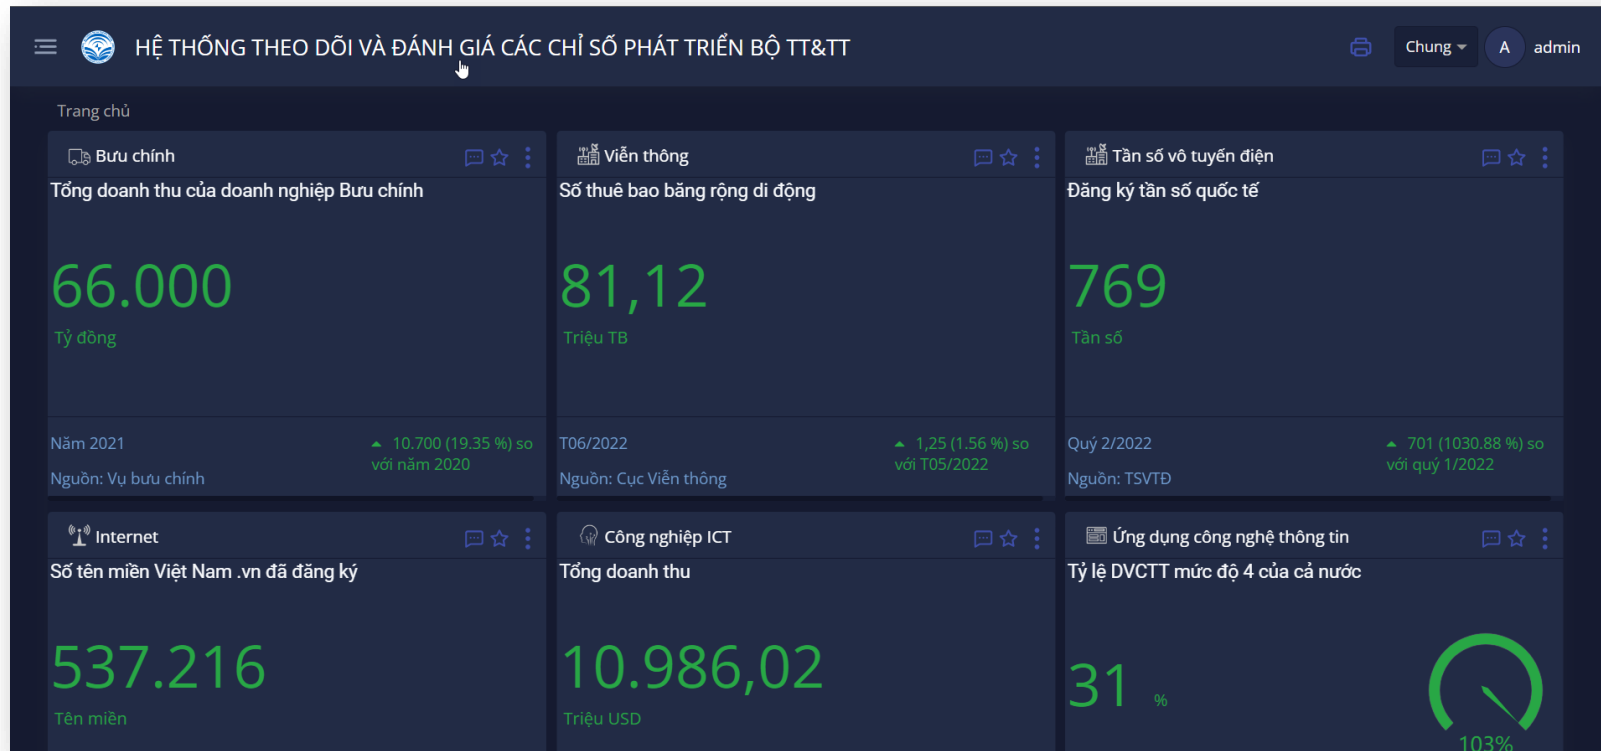 HỆ THỐNG THEO DÕI VÀ ĐÁNH GIÁ CÁC CHỈ SỐ PHÁT TRIỂN BỘ TT&TT
Chung
A
admin
Trang chủ
Bưu chính
Tổng doanh thu của doanh nghiệp Bưu chính
66.000
Tỷ đồng
Năm 2021
Nguồn: Vụ bưu chính
10.700 (19.35 %) so
với năm 2020
Viễn thông
Số thuê bao băng rộng di động
81,12
Triệu TB
T06/2022
Nguồn: Cục Viễn thông
1,25 (1.56 %) so
với T05/2022
Tần số vô tuyến điện
Đăng ký tần số quốc tế
769
Tần số
Quý 2/2022
Nguồn: TSVTĐ
701 (1030.88 %) so
với quý 1/2022
Internet
Số tên miền Việt Nam .vn đã đăng ký
537.216
Tên miền
Công nghiệp ICT
Tổng doanh thu
10.986,02
Triệu USD
Ứng dụng công nghệ thông tin
Tỷ lệ DVCTT mức độ 4 của cả nước
31 %
103%